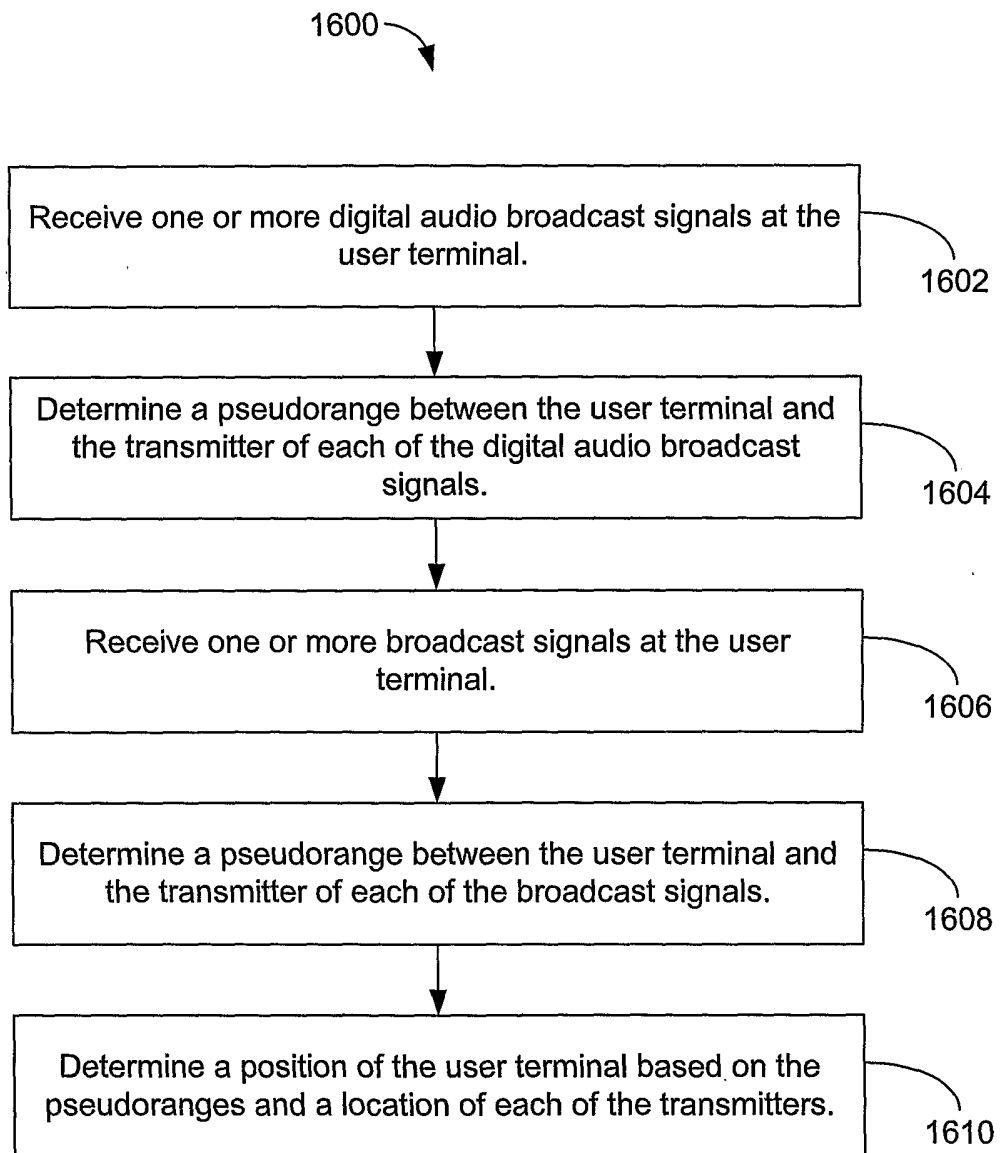 1600
Receive one or more digital audio broadcast signals at the
user terminal.
1602
Determine a pseudorange between the user terminal and
the transmitter of each of the digital audio broadcast
signals.
1604
Receive one or more broadcast signals at the user
terminal.
1606
Determine a pseudorange between the user terminal and
the transmitter of each of the broadcast signals.
1608
Determine a position of the user terminal based on the
pseudoranges and a location of each of the transmitters.
1610